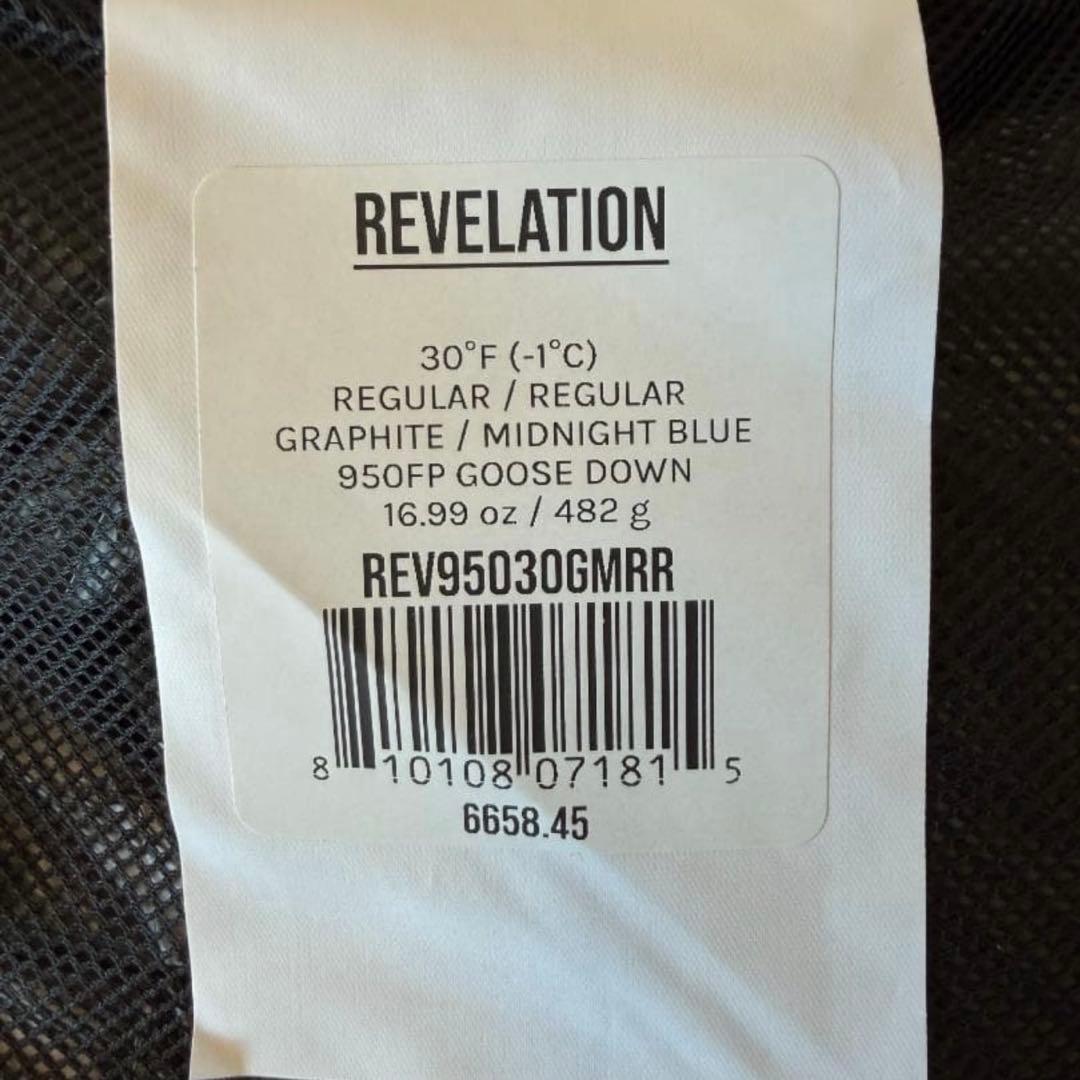 REVELATION
30°F (-1°C)
REGULAR / REGULAR
GRAPHITE / MIDNIGHT BLUE
950FP GOOSE DOWN
16.99 oz / 482 g
REV95030GMRR
8 10108 07181 5
6658.45